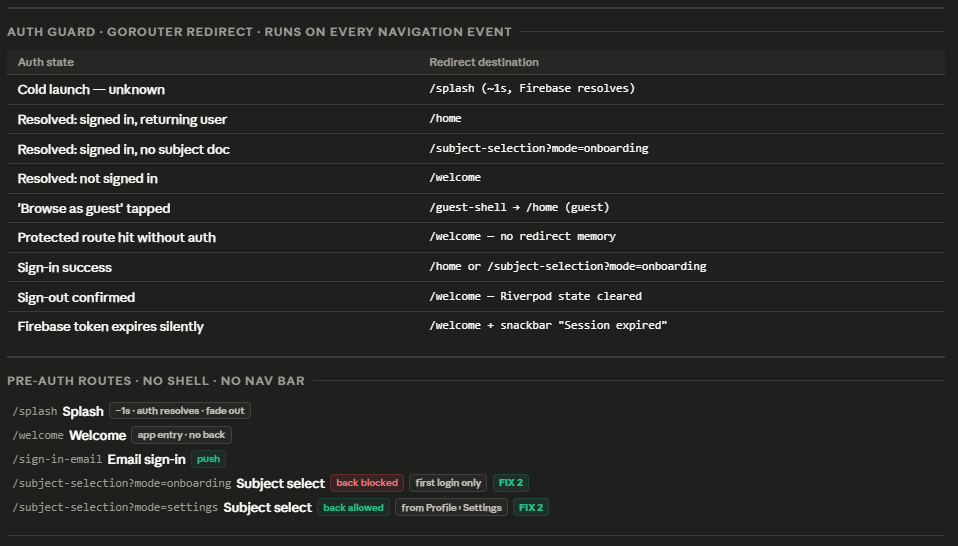 AUTH GUARD · GOROUTER REDIRECT · RUNS ON EVERY NAVIGATION EVENT
Auth state Redirect destination
Cold launch — unknown /splash (~1s, Firebase resolves)
Resolved: signed in, returning user /home
Resolved: signed in, no subject doc /subject-selection?mode=onboarding
Resolved: not signed in /welcome
'Browse as guest' tapped /guest-shell → /home (guest)
Protected route hit without auth /welcome — no redirect memory
Sign-in success /home or /subject-selection?mode=onboarding
Sign-out confirmed /welcome — Riverpod state cleared
Firebase token expires silently /welcome + snackbar "Session expired"
PRE-AUTH ROUTES · NO SHELL · NO NAV BAR
/splash Splash ~1s · auth resolves · fade out
/welcome Welcome app entry · no back
/sign-in-email Email sign-in push
/subject-selection?mode=onboarding Subject select back blocked first login only FIX 2
/subject-selection?mode=settings Subject select back allowed from Profile › Settings FIX 2